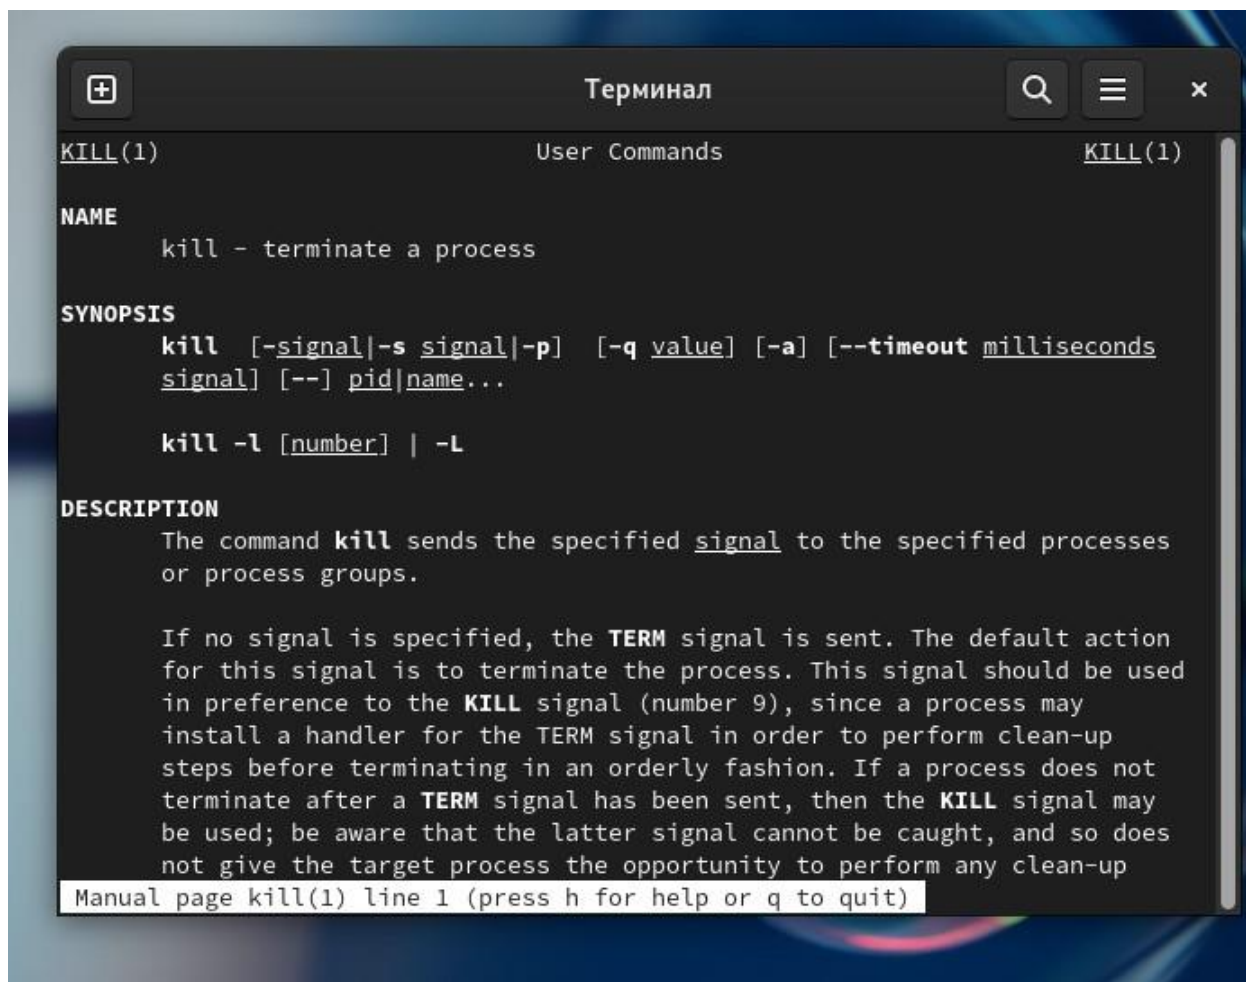 Терминал
KILL(1) User Commands KILL(1)
NAME
kill - terminate a process
SYNOPSIS
kill [-signal|-s signal|-p] [-q value] [-a] [--timeout milliseconds
signal] [--] pid|name...
kill -l [number] | -L
DESCRIPTION
The command kill sends the specified signal to the specified processes
or process groups.
If no signal is specified, the TERM signal is sent. The default action
for this signal is to terminate the process. This signal should be used
in preference to the KILL signal (number 9), since a process may
install a handler for the TERM signal in order to perform clean-up
steps before terminating in an orderly fashion. If a process does not
terminate after a TERM signal has been sent, then the KILL signal may
be used; be aware that the latter signal cannot be caught, and so does
not give the target process the opportunity to perform any clean-up
Manual page kill(1) line 1 (press h for help or q to quit)